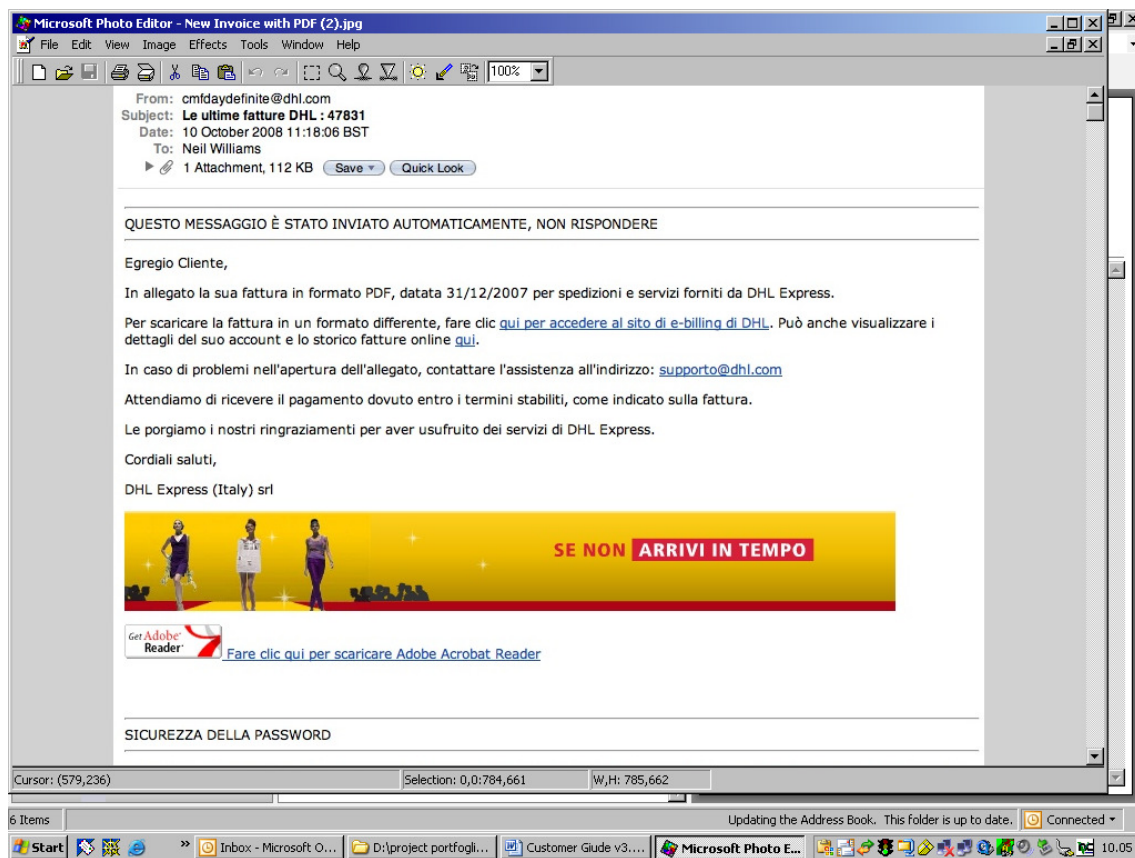 Microsoft Photo Editor - New Invoice with PDF (2).jpg
File Edit View Image Effects Tools Window Help
100%
From: cmfdaydefinite@dhl.com
Subject: Le ultime fatture DHL : 47831
Date: 10 October 2008 11:18:06 BST
To: Neil Williams
1 Attachment, 112 KB Save Quick Look
QUESTO MESSAGGIO È STATO INVIATO AUTOMATICAMENTE, NON RISPONDERE
Egregio Cliente,
In allegato la sua fattura in formato PDF, datata 31/12/2007 per spedizioni e servizi forniti da DHL Express.
Per scaricare la fattura in un formato differente, fare clic qui per accedere al sito di e-billing di DHL. Può anche visualizzare i
dettagli del suo account e lo storico fatture online qui.
In caso di problemi nell'apertura dell'allegato, contattare l'assistenza all'indirizzo: supporto@dhl.com
Attendiamo di ricevere il pagamento dovuto entro i termini stabiliti, come indicato sulla fattura.
Le porgiamo i nostri ringraziamenti per aver usufruito dei servizi di DHL Express.
Cordiali saluti,
DHL Express (Italy) srl
SE NON ARRIVI IN TEMPO
Get Adobe Reader Fare clic qui per scaricare Adobe Acrobat Reader
SICUREZZA DELLA PASSWORD
Cursor: (579,236) Selection: 0,0:784,661 W,H: 785,662
6 Items Updating the Address Book. This folder is up to date. Connected
Start » Inbox - Microsoft O... D:\project portfogli... Customer Giude v3.... Microsoft Photo E... 10.05